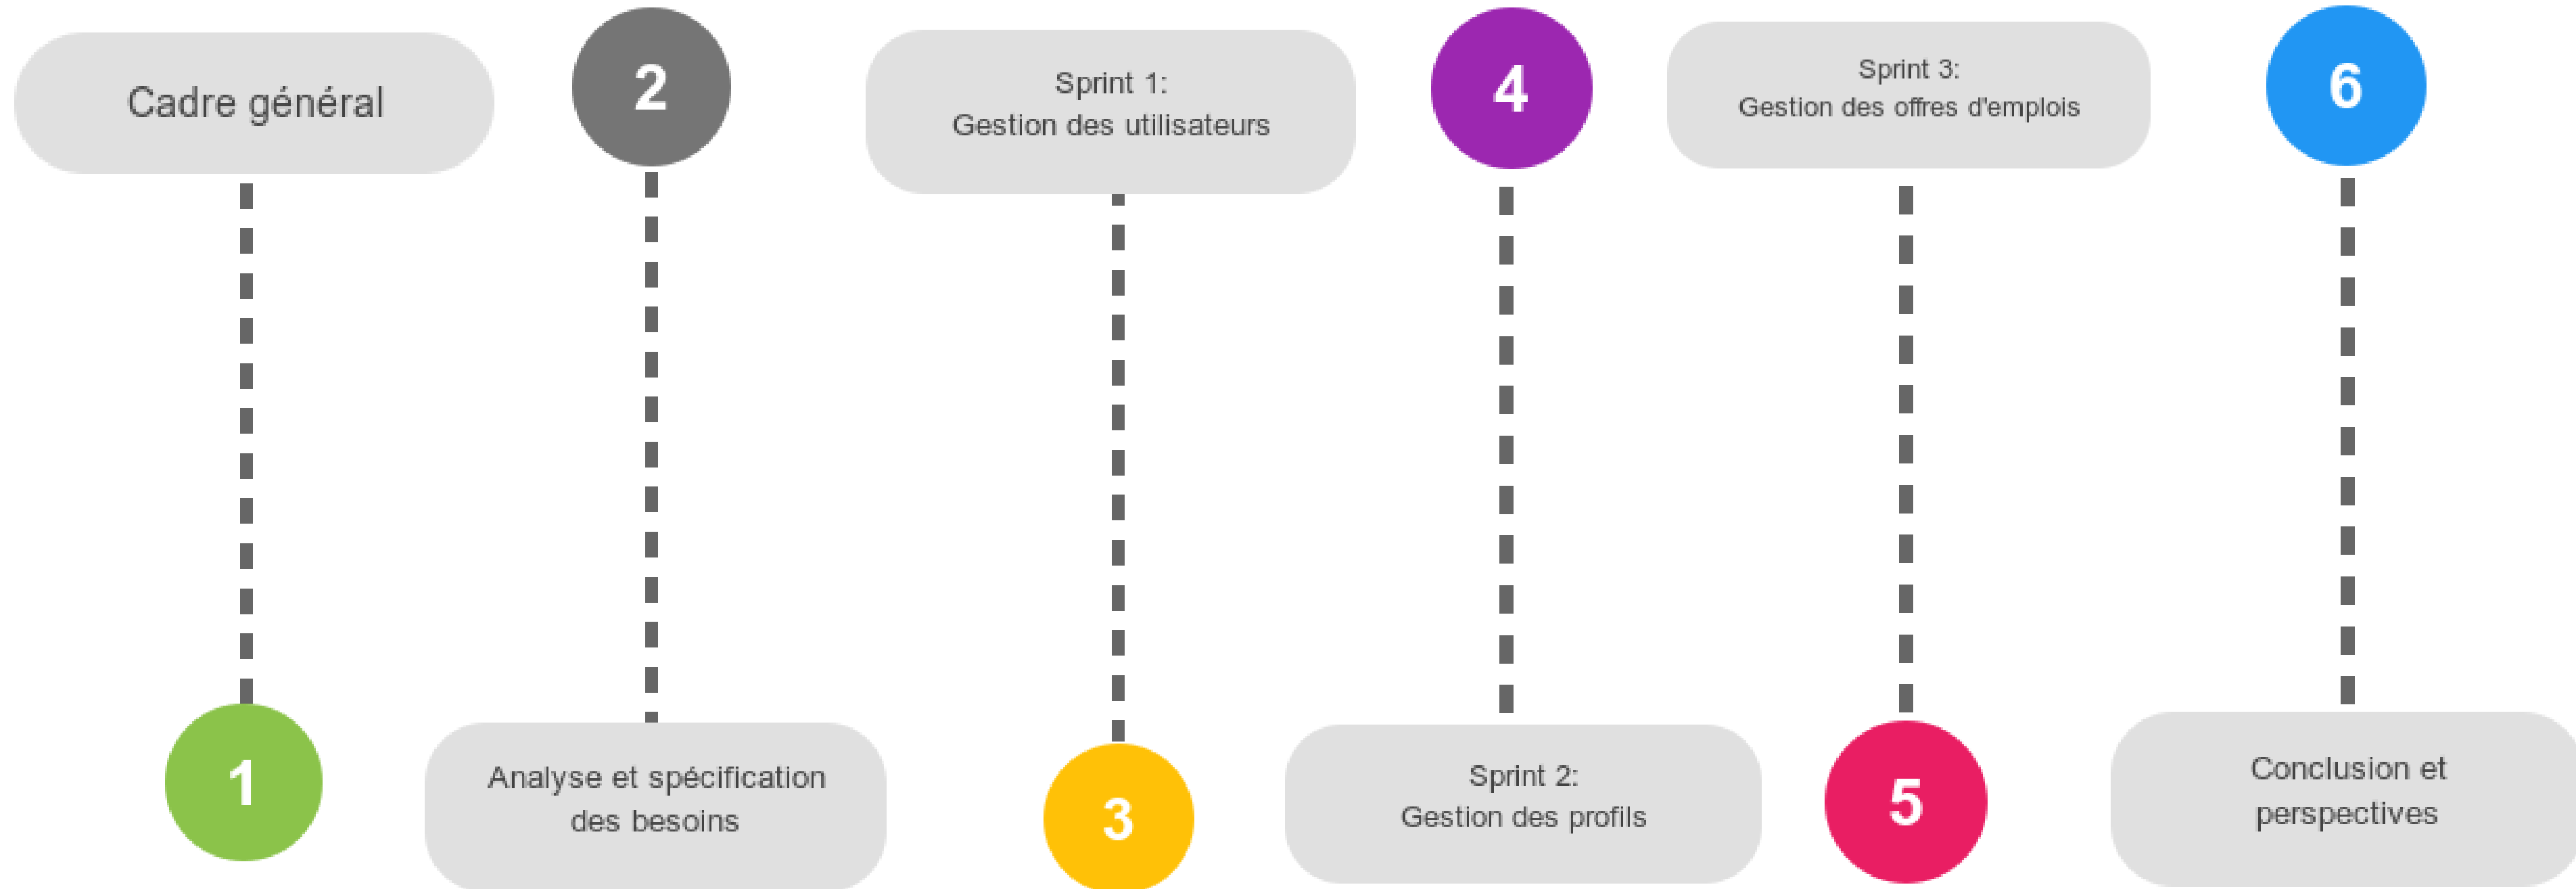 Cadre général
1
2
Analyse et spécification
des besoins
Sprint 1:
Gestion des utilisateurs
3
4
Sprint 2:
Gestion des profils
Sprint 3:
Gestion des offres d'emplois
5
6
Conclusion et
perspectives